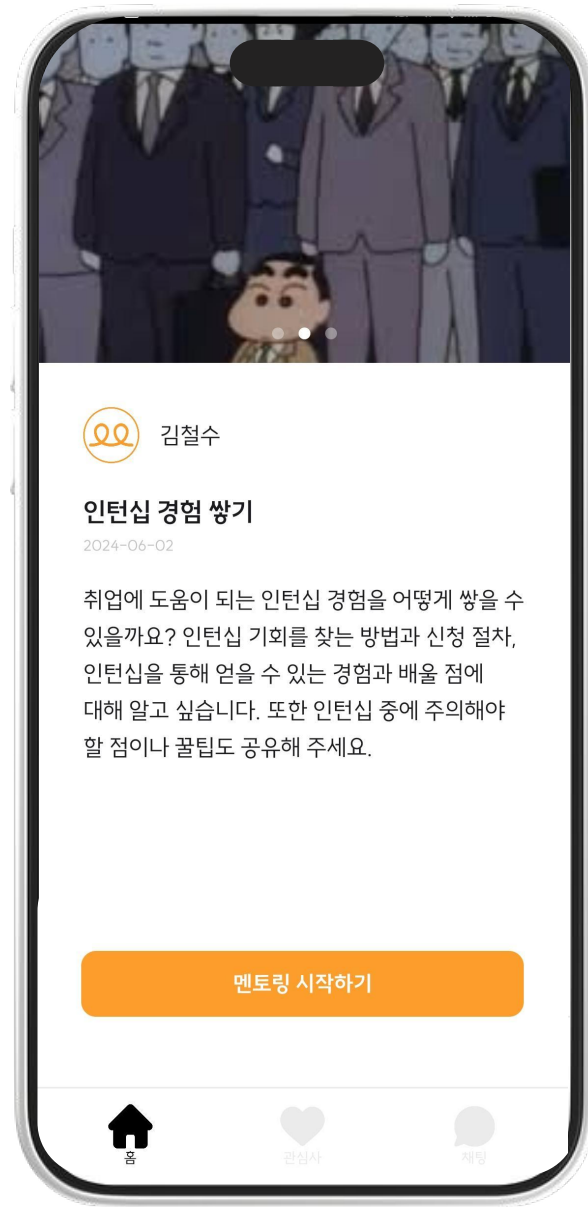 김철수
인턴십 경험 쌓기
2024-06-02
취업에 도움이 되는 인턴십 경험을 어떻게 쌓을 수
있을까요? 인턴십 기회를 찾는 방법과 신청 절차,
인턴십을 통해 얻을 수 있는 경험과 배울 점에
대해 알고 싶습니다. 또한 인턴십 중에 주의해야
할 점이나 꿀팁도 공유해 주세요.
멘토링 시작하기
홈
관심사
채팅